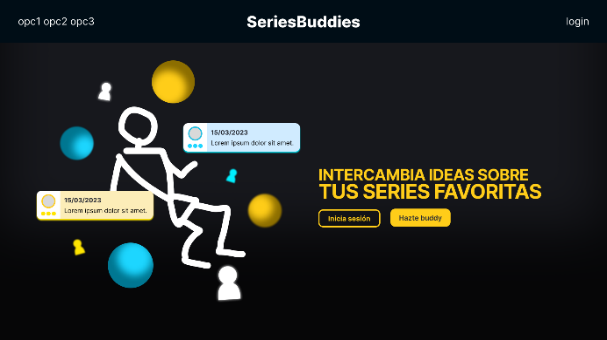 opc1 opc2 opc3
SeriesBuddies
login
15/03/2023
Lorem ipsum dolor sit amet.
15/03/2023
Lorem ipsum dolor sit amet.
INTERCAMBIA IDEAS SOBRE
TUS SERIES FAVORITAS
Inicia sesión
Hazte buddy